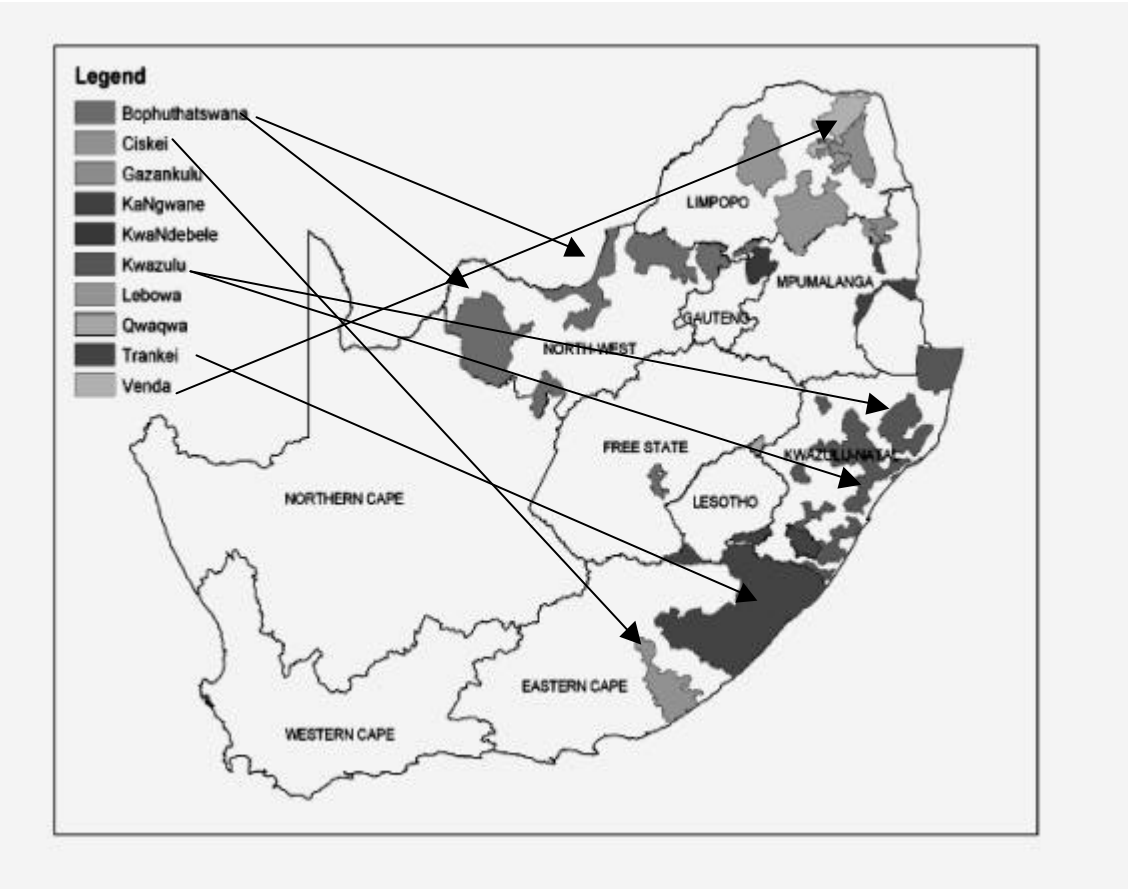 Legend
Bophuthatswana
Ciskei
Gazankulu
KaNgwane
KwaNdebele
Kwazulu
Lebowa
Qwaqwa
Trankei
Venda
LIMPOPO
MPUMALANGA
GAUTENG
NORTH-WEST
FREE STATE
KWAZULU-NATAL
LESOTHO
NORTHERN CAPE
EASTERN CAPE
WESTERN CAPE